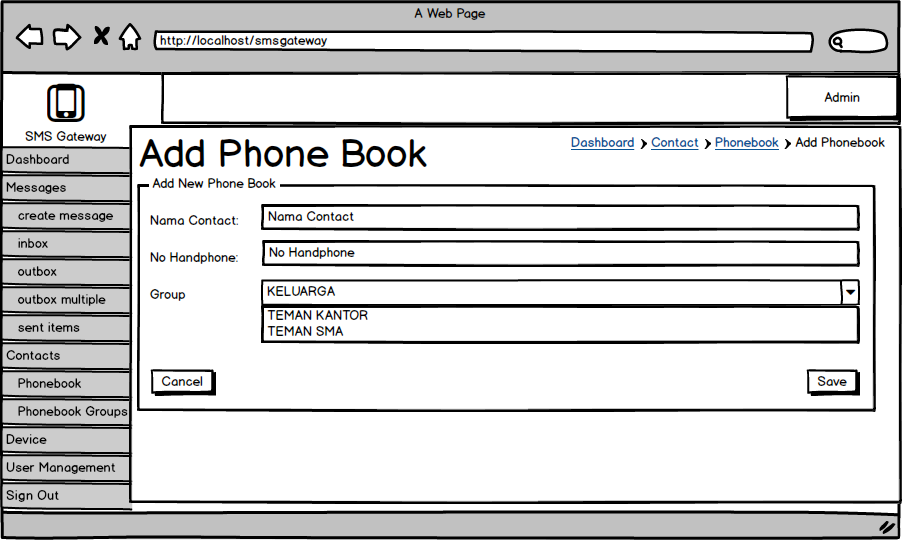 A Web Page
http://localhost/smsgateway
Admin
SMS Gateway
Dashboard
Messages
create message
inbox
outbox
outbox multiple
sent items
Contacts
Phonebook
Phonebook Groups
Device
User Management
Sign Out
Add Phone Book
Dashboard Contact Phonebook Add Phonebook
Add New Phone Book
Nama Contact: Nama Contact
No Handphone: No Handphone
Group KELUARGA
TEMAN KANTOR
TEMAN SMA
Cancel Save